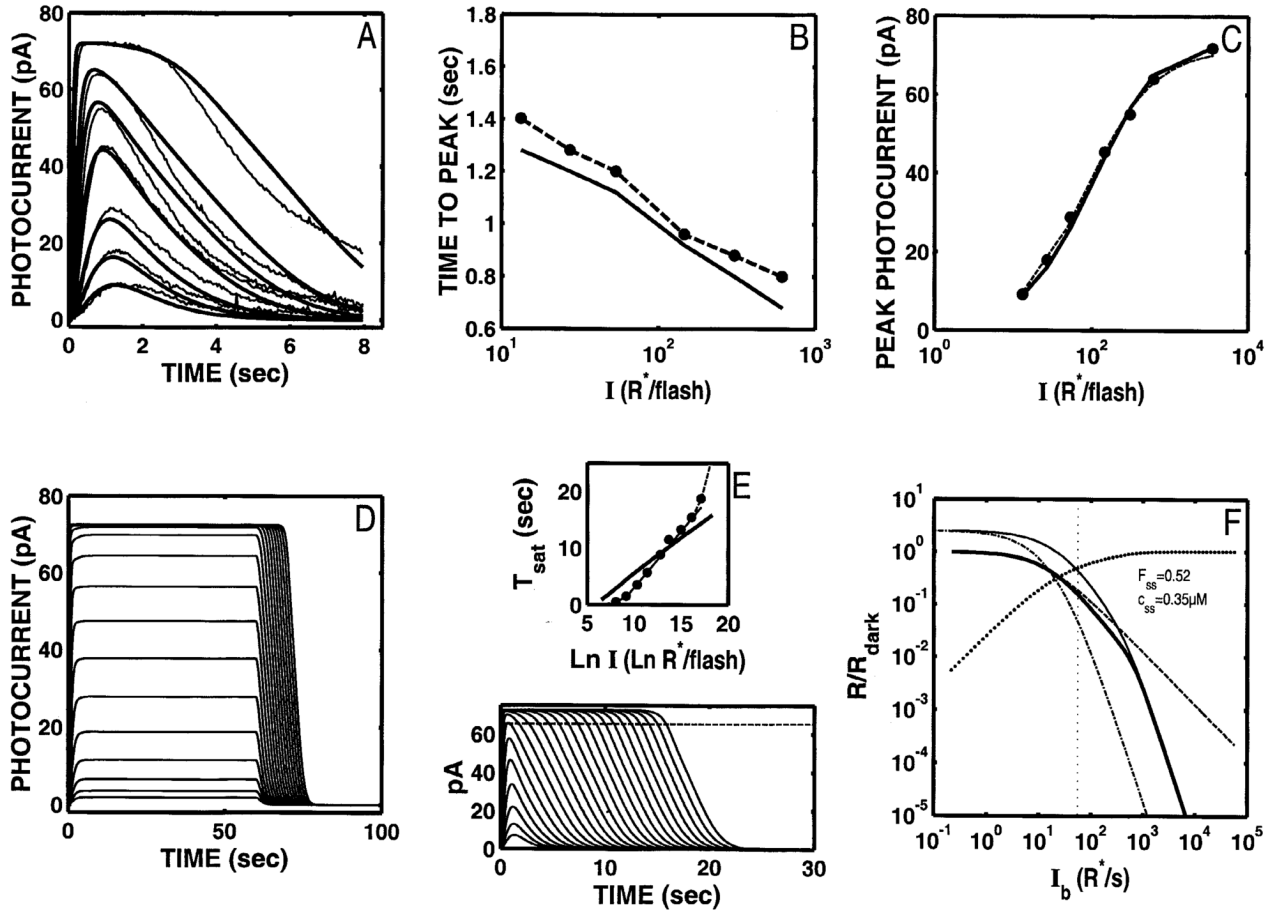 A
PHOTOCURRENT (pA)
80
60
40
20
0
0 2 4 6 8
TIME (sec)
B
TIME TO PEAK (sec)
1.8
1.6
1.4
1.2
1
0.8
0.6
10^1 10^2 10^3
I (R*/flash)
C
PEAK PHOTOCURRENT (pA)
80
60
40
20
0
10^0 10^2 10^4
I (R*/flash)
D
PHOTOCURRENT (pA)
80
60
40
20
0
0 50 100
TIME (sec)
E
T_sat (sec)
20
10
0
5 10 15 20
Ln I (Ln R*/flash)
pA
60
40
20
0
0 10 20 30
TIME (sec)
F
R/R_dark
10^1
10^0
10^-1
10^-2
10^-3
10^-4
10^-5
F_ss=0.52
c_ss=0.35µM
10^-1 10^0 10^1 10^2 10^3 10^4 10^5
I_b (R*/s)